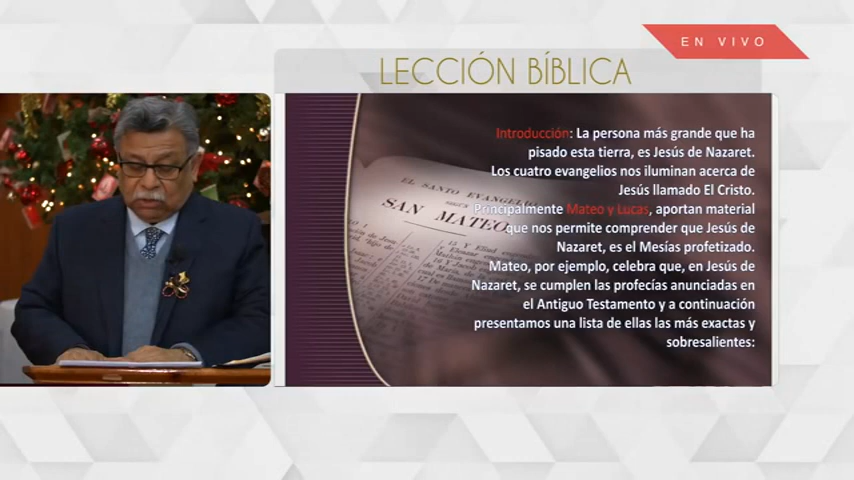 EN VIVO
LECCIÓN BÍBLICA
Introducción: La persona más grande que ha
pisado esta tierra, es Jesús de Nazaret.
Los cuatro evangelios nos iluminan acerca de
Jesús llamado El Cristo.
Principalmente Mateo y Lucas, aportan material
que nos permite comprender que Jesús de
Nazaret, es el Mesías profetizado.
Mateo, por ejemplo, celebra que, en Jesús de
Nazaret, se cumplen las profecías anunciadas en
el Antiguo Testamento y a continuación
presentamos una lista de ellas las más exactas y
sobresalientes:
EL SANTO EVANGELIO
SAN MATEO